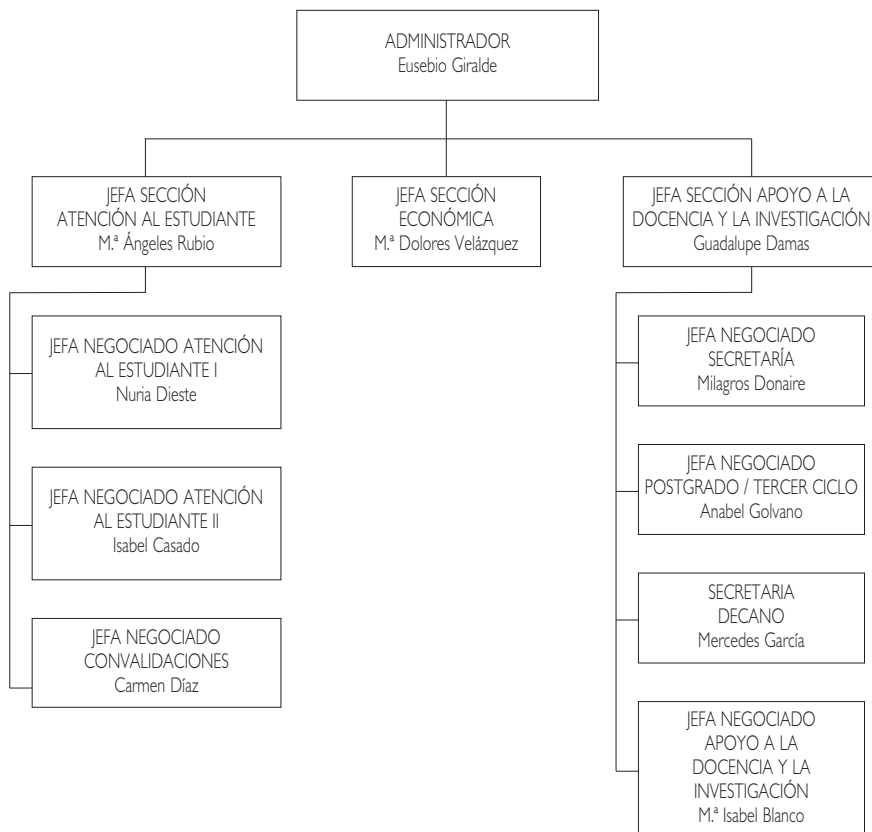 ADMINISTRADOR
Eusebio Giralde
JEFA SECCIÓN
ATENCIÓN AL ESTUDIANTE
M.ª Ángeles Rubio
JEFA SECCIÓN
ECONÓMICA
M.ª Dolores Velázquez
JEFA SECCIÓN APOYO A LA
DOCENCIA Y LA INVESTIGACIÓN
Guadalupe Damas
JEFA NEGOCIADO ATENCIÓN
AL ESTUDIANTE I
Nuria Dieste
JEFA NEGOCIADO ATENCIÓN
AL ESTUDIANTE II
Isabel Casado
JEFA NEGOCIADO
CONVALIDACIONES
Carmen Díaz
JEFA NEGOCIADO
SECRETARÍA
Milagros Donaire
JEFA NEGOCIADO
POSTGRADO / TERCER CICLO
Anabel Golvano
SECRETARIA
DECANO
Mercedes García
JEFA NEGOCIADO
APOYO A LA
DOCENCIA Y LA
INVESTIGACIÓN
M.ª Isabel Blanco